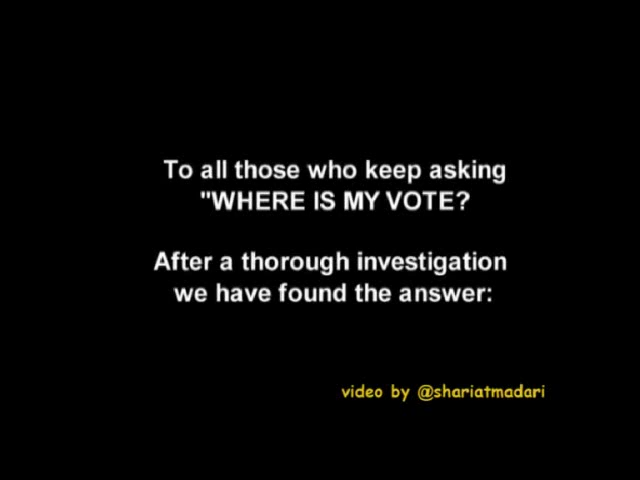 To all those who keep asking
"WHERE IS MY VOTE?
After a thorough investigation
we have found the answer:
video by @shariatmadari